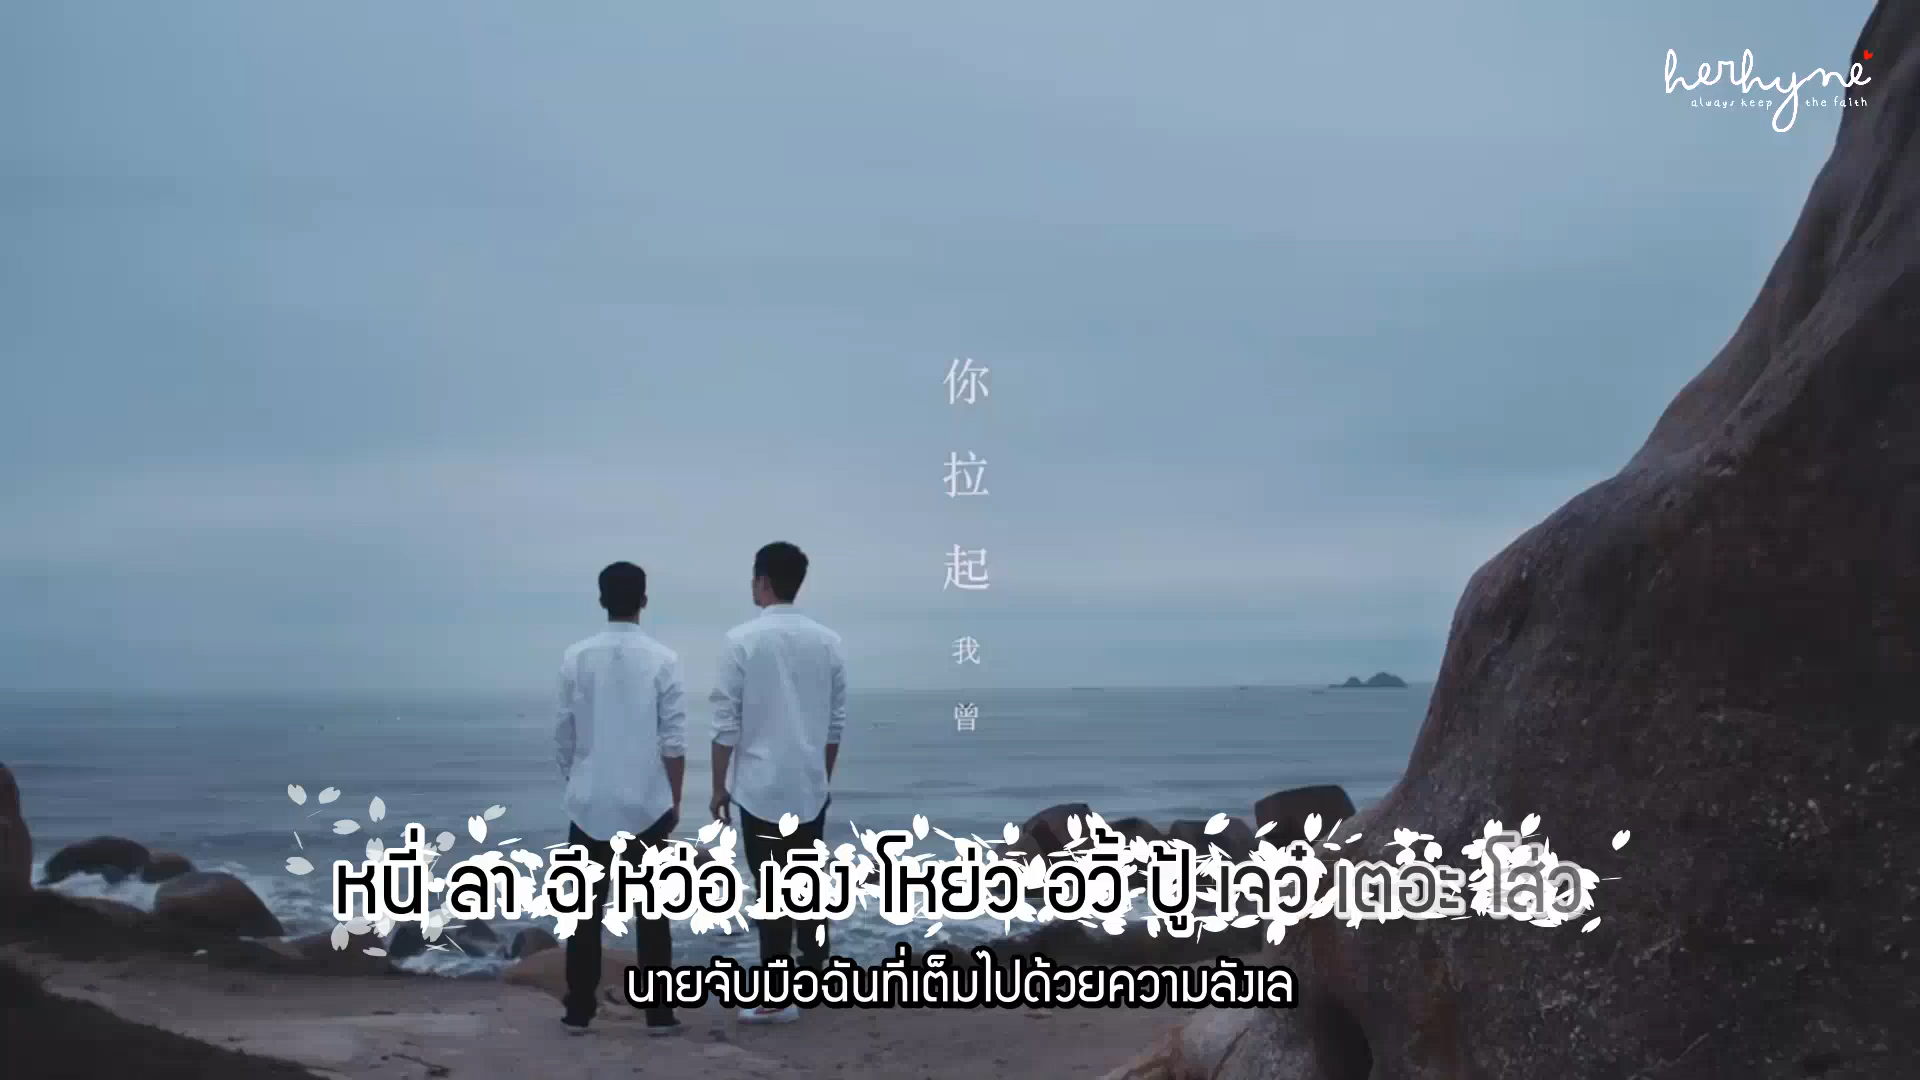 herhyne
always keep the faith
你拉起我曾
หนี่ ลา ฉี หว่อ เฉิง โหย่ว อวี้ ปู้ เจวี๋ เตอะ โส่ว
นายจับมือฉันที่เต็มไปด้วยความลังเล